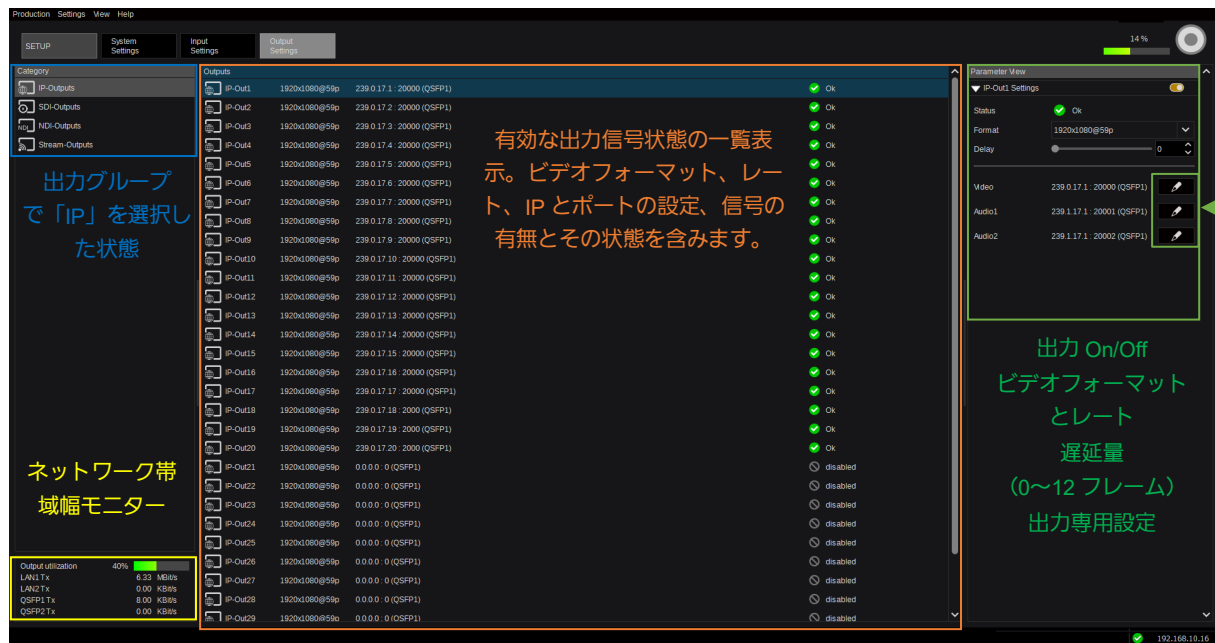 Production Settings View Help
SETUP
System
Settings
Input
Settings
Output
Settings
14 %
Category
IP-Outputs
SDI-Outputs
NDI NDI-Outputs
Stream-Outputs
出力グループ
で「IP」を選択し
た状態
ネットワーク帯
域幅モニター
Output utilization 40%
LAN1Tx 6.33 MBit/s
LAN2Tx 0.00 KBit/s
QSFP1Tx 8.00 KBit/s
QSFP2Tx 0.00 KBit/s
Outputs
IP-Out1 1920x1080@59p 239.0.17.1 : 20000 (QSFP1) Ok
IP-Out2 1920x1080@59p 239.0.17.2 : 20000 (QSFP1) Ok
IP-Out3 1920x1080@59p 239.0.17.3 : 20000 (QSFP1) Ok
IP-Out4 1920x1080@59p 239.0.17.4 : 20000 (QSFP1) Ok
IP-Out5 1920x1080@59p 239.0.17.5 : 20000 (QSFP1) Ok
IP-Out6 1920x1080@59p 239.0.17.6 : 20000 (QSFP1) Ok
IP-Out7 1920x1080@59p 239.0.17.7 : 20000 (QSFP1) Ok
IP-Out8 1920x1080@59p 239.0.17.8 : 20000 (QSFP1) Ok
IP-Out9 1920x1080@59p 239.0.17.9 : 20000 (QSFP1) Ok
IP-Out10 1920x1080@59p 239.0.17.10 : 20000 (QSFP1) Ok
IP-Out11 1920x1080@59p 239.0.17.11 : 20000 (QSFP1) Ok
IP-Out12 1920x1080@59p 239.0.17.12 : 20000 (QSFP1) Ok
IP-Out13 1920x1080@59p 239.0.17.13 : 20000 (QSFP1) Ok
IP-Out14 1920x1080@59p 239.0.17.14 : 20000 (QSFP1) Ok
IP-Out15 1920x1080@59p 239.0.17.15 : 20000 (QSFP1) Ok
IP-Out16 1920x1080@59p 239.0.17.16 : 20000 (QSFP1) Ok
IP-Out17 1920x1080@59p 239.0.17.17 : 20000 (QSFP1) Ok
IP-Out18 1920x1080@59p 239.0.17.18 : 2000 (QSFP1) Ok
IP-Out19 1920x1080@59p 239.0.17.19 : 2000 (QSFP1) Ok
IP-Out20 1920x1080@59p 239.0.17.20 : 2000 (QSFP1) Ok
IP-Out21 1920x1080@59p 0.0.0.0 : 0 (QSFP1) disabled
IP-Out22 1920x1080@59p 0.0.0.0 : 0 (QSFP1) disabled
IP-Out23 1920x1080@59p 0.0.0.0 : 0 (QSFP1) disabled
IP-Out24 1920x1080@59p 0.0.0.0 : 0 (QSFP1) disabled
IP-Out25 1920x1080@59p 0.0.0.0 : 0 (QSFP1) disabled
IP-Out26 1920x1080@59p 0.0.0.0 : 0 (QSFP1) disabled
IP-Out27 1920x1080@59p 0.0.0.0 : 0 (QSFP1) disabled
IP-Out28 1920x1080@59p 0.0.0.0 : 0 (QSFP1) disabled
IP-Out29 1920x1080@59p 0.0.0.0 : 0 (QSFP1) disabled
有効な出力信号状態の一覧表
示。ビデオフォーマット、レー
ト、IP とポートの設定、信号の
有無とその状態を含みます。
Parameter View
IP-Out1 Settings
Status Ok
Format 1920x1080@59p
Delay 0
Video 239.0.17.1 : 20000 (QSFP1)
Audio1 239.1.17.1 : 20001 (QSFP1)
Audio2 239.1.17.1 : 20002 (QSFP1)
出力 On/Off
ビデオフォーマット
とレート
遅延量
（0～12 フレーム）
出力専用設定
192.168.10.16